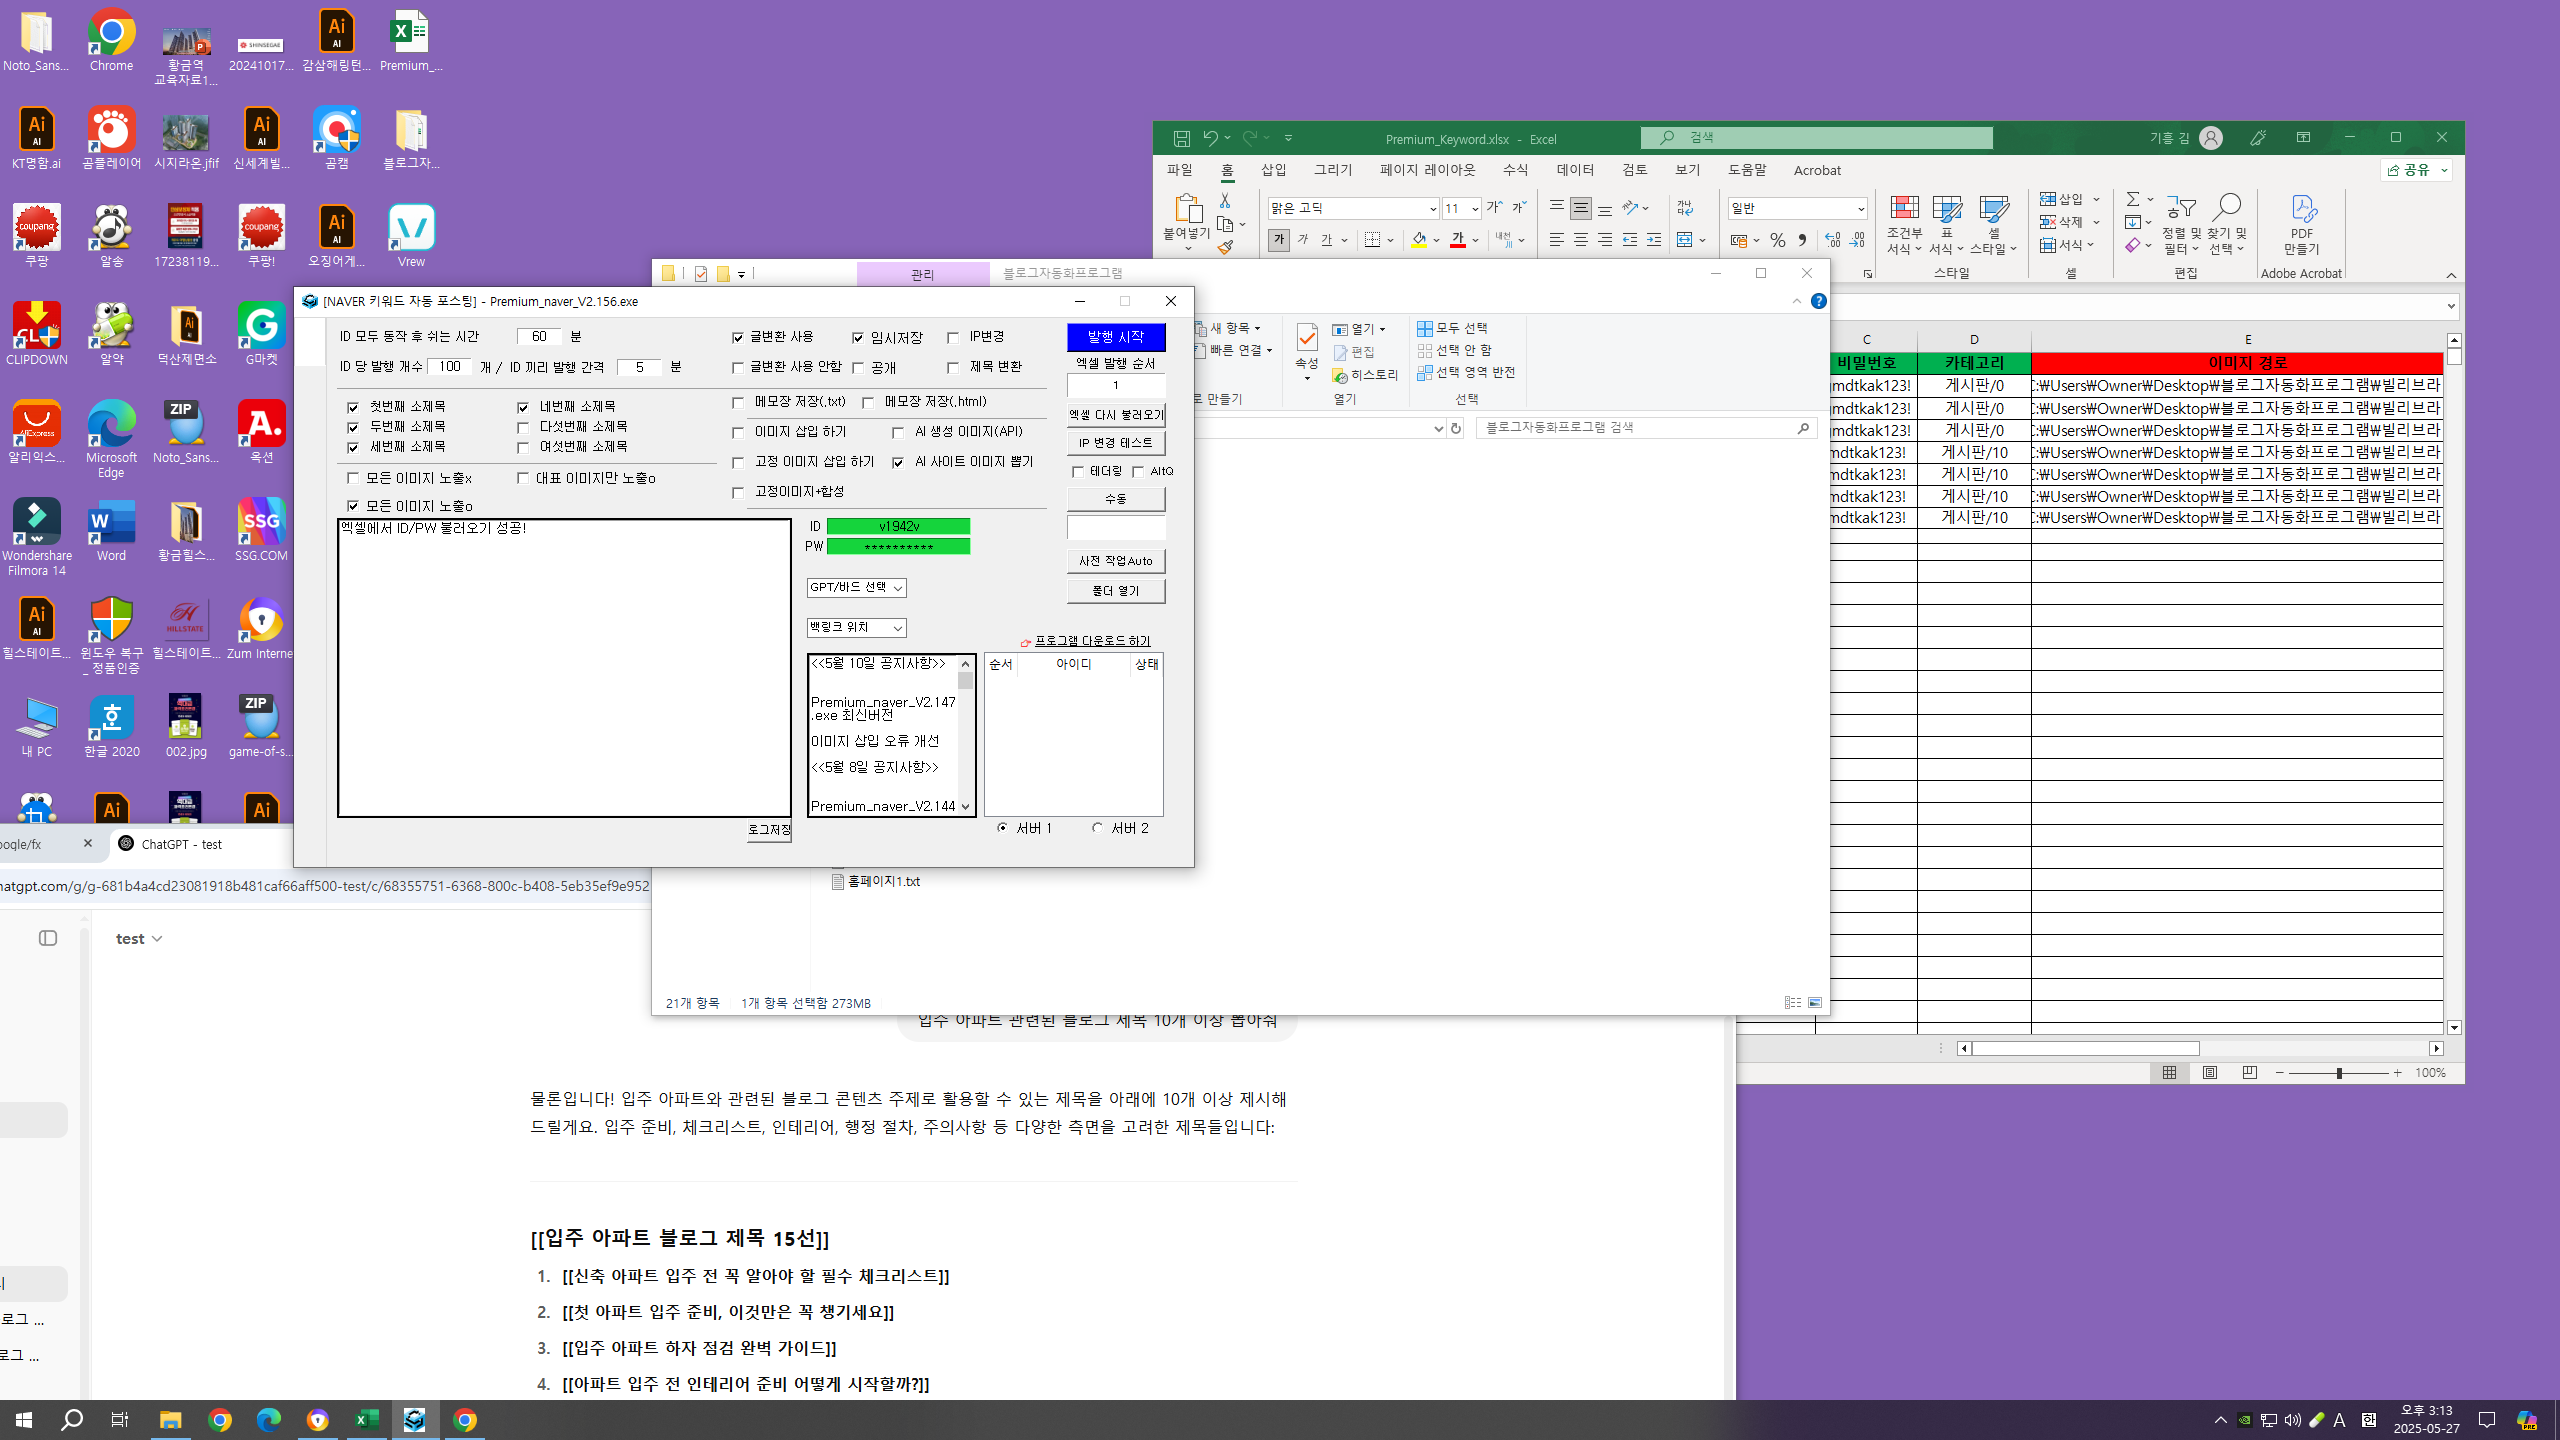 Noto_Sans...
Chrome
황금역
교육자료1...
20241017...
감삼해링턴...
Premium_...
KT명함.ai
곰플레이어
시지라온.jfif
신세계빌...
곰캠
블로그자...
쿠팡
알송
17238119...
쿠팡!
오징어게...
Vrew
CLIPDOWN
알약
덕산제면소
G마켓
알리익스...
Microsoft
Edge
Noto_Sans...
옥션
Wondershare
Filmora 14
Word
황금힐스...
SSG.COM
힐스테이트...
윈도우 복구
_ 정품인증
힐스테이트...
Zum Internet
내 PC
한글 2020
002.jpg
game-of-s...
Premium_Keyword.xlsx - Excel
검색
기흥 김
파일 홈 삽입 그리기 페이지 레이아웃 수식 데이터 검토 보기 도움말 Acrobat
공유
붙여넣기
맑은 고딕
11
일반
조건부
서식
표
서식
셀
스타일
스타일
삽입
삭제
서식
셀
정렬 및
필터
찾기 및
선택
편집
PDF
만들기
Adobe Acrobat
C D E
비밀번호 카테고리 이미지 경로
mdtkak123! 게시판/0 C:￦Users￦Owner￦Desktop￦블로그자동화프로그램￦빌리브라
mdtkak123! 게시판/0 C:￦Users￦Owner￦Desktop￦블로그자동화프로그램￦빌리브라
mdtkak123! 게시판/0 C:￦Users￦Owner￦Desktop￦블로그자동화프로그램￦빌리브라
mdtkak123! 게시판/10 C:￦Users￦Owner￦Desktop￦블로그자동화프로그램￦빌리브라
mdtkak123! 게시판/10 C:￦Users￦Owner￦Desktop￦블로그자동화프로그램￦빌리브라
mdtkak123! 게시판/10 C:￦Users￦Owner￦Desktop￦블로그자동화프로그램￦빌리브라
mdtkak123! 게시판/10 C:￦Users￦Owner￦Desktop￦블로그자동화프로그램￦빌리브라
100%
관리
블로그자동화프로그램
새 항목
빠른 연결
로 만들기
속성
열기
편집
히스토리
열기
모두 선택
선택 안 함
선택 영역 반전
선택
블로그자동화프로그램 검색
홈페이지1.txt
21개 항목
1개 항목 선택함 273MB
[NAVER 키워드 자동 포스팅] - Premium_naver_V2.156.exe
ID 모두 동작 후 쉬는 시간 60 분
ID 당 발행 개수 100 개 / ID 끼리 발행 간격 5 분
글변환 사용 임시저장 IP변경
글변환 사용 안함 공개 제목 변환
첫번째 소제목 네번째 소제목
두번째 소제목 다섯번째 소제목
세번째 소제목 여섯번째 소제목
모든 이미지 노출x 대표 이미지만 노출o
모든 이미지 노출o
메모장 저장(.txt) 메모장 저장(.html)
이미지 삽입 하기 AI 생성 이미지(API)
고정 이미지 삽입 하기 AI 사이트 이미지 뽑기
고정이미지+합성
발행 시작
엑셀 발행 순서
1
엑셀 다시 불러오기
IP 변경 테스트
테더링 AltQ
수동
사전 작업Auto
폴더 열기
엑셀에서 ID/PW 불러오기 성공!
ID v1942v
PW **********
GPT/바드 선택
백링크 위치
프로그램 다운로드 하기
<<5월 10일 공지사항>>
Premium_naver_V2.147
.exe 최신버전
이미지 삽입 오류 개선
<<5월 8일 공지사항>>
Premium_naver_V2.144
순서 아이디 상태
서버 1 서버 2
로그저장
oogle/fx
ChatGPT - test
hatgpt.com/g/g-681b4a4cd23081918b481caf66aff500-test/c/68355751-6368-800c-b408-5eb35ef9e952
test
입주 아파트 관련된 블로그 제목 10개 이상 뽑아줘
물론입니다! 입주 아파트와 관련된 블로그 콘텐츠 주제로 활용할 수 있는 제목을 아래에 10개 이상 제시해
드릴게요. 입주 준비, 체크리스트, 인테리어, 행정 절차, 주의사항 등 다양한 측면을 고려한 제목들입니다:
[[입주 아파트 블로그 제목 15선]]
1. [[신축 아파트 입주 전 꼭 알아야 할 필수 체크리스트]]
2. [[첫 아파트 입주 준비, 이것만은 꼭 챙기세요]]
3. [[입주 아파트 하자 점검 완벽 가이드]]
4. [[아파트 입주 전 인테리어 준비 어떻게 시작할까?]]
로그 ...
로그 ...
A
한
오후 3:13
2025-05-27